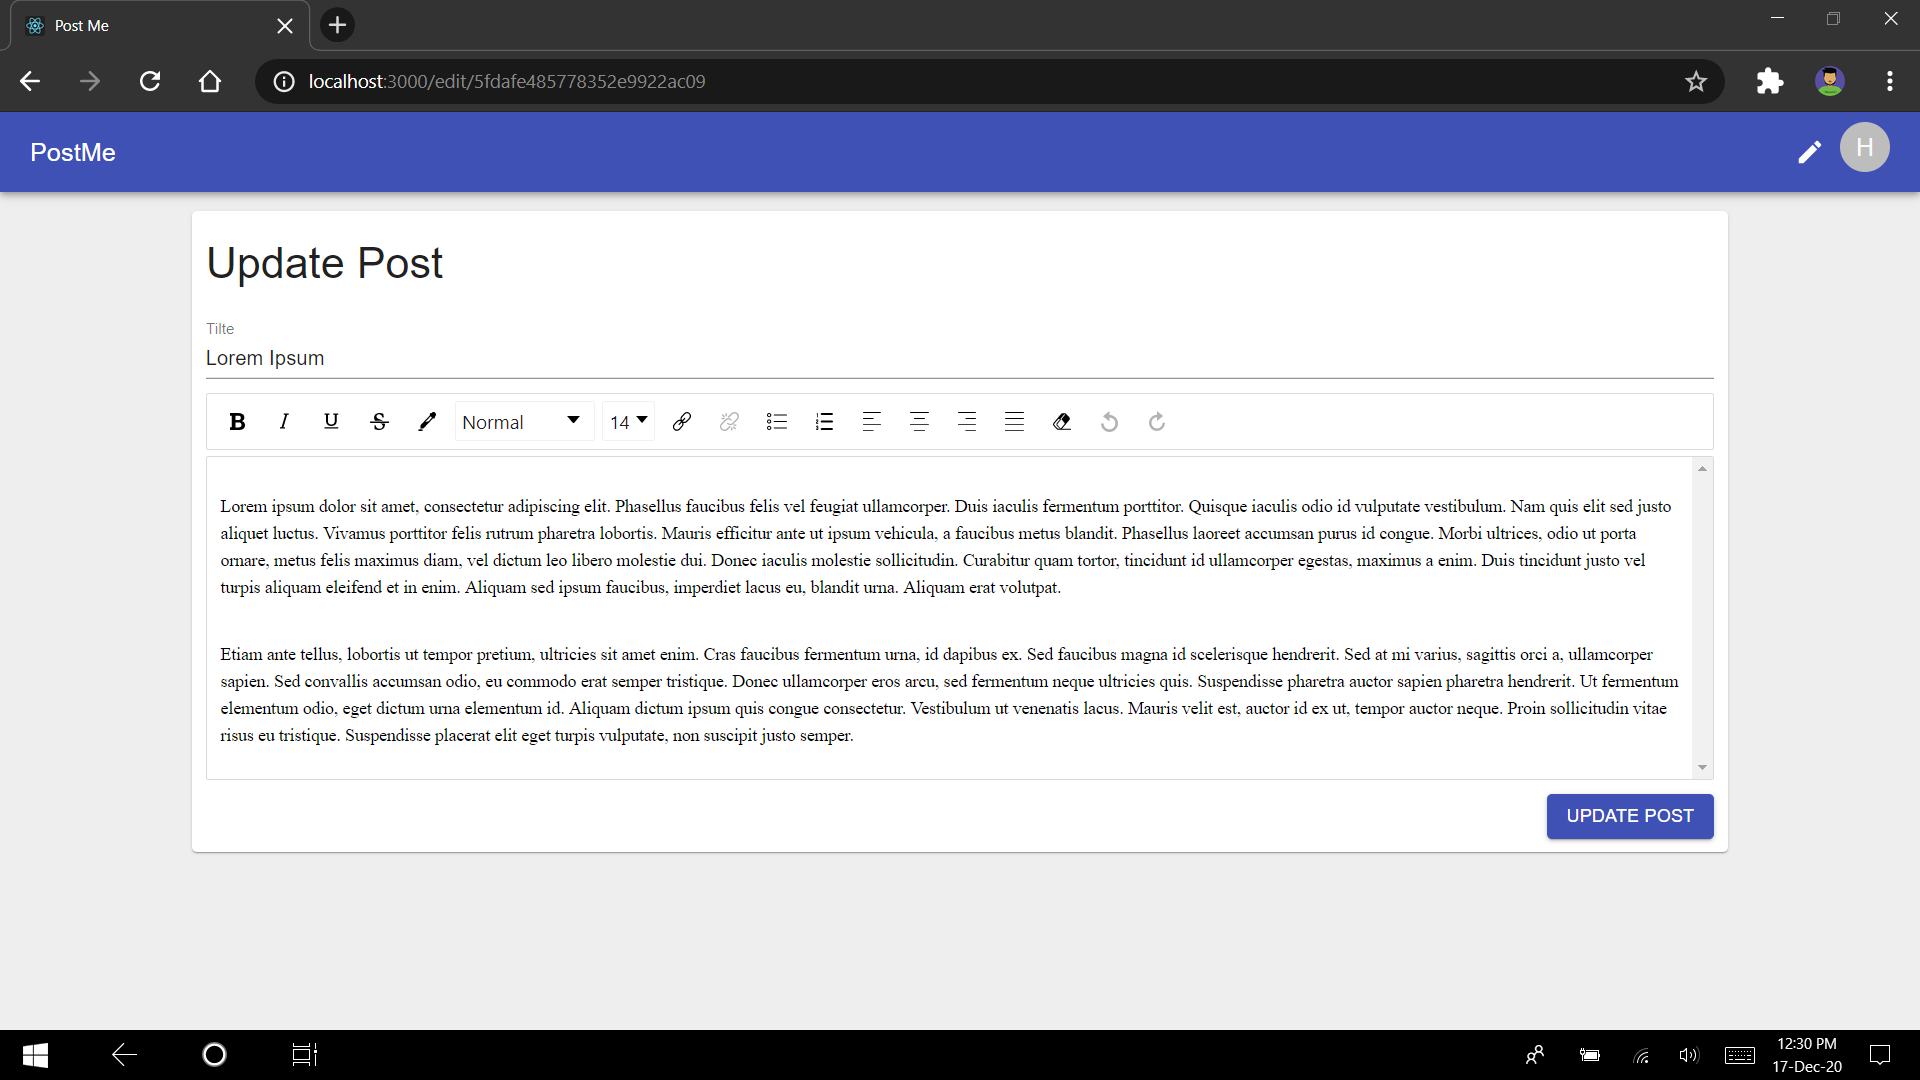 Post Me
localhost:3000/edit/5fdafe485778352e9922ac09
PostMe
H
Update Post
Tilte
Lorem Ipsum
B I U S Normal 14
Lorem ipsum dolor sit amet, consectetur adipiscing elit. Phasellus faucibus felis vel feugiat ullamcorper. Duis iaculis fermentum porttitor. Quisque iaculis odio id vulputate vestibulum. Nam quis elit sed justo
aliquet luctus. Vivamus porttitor felis rutrum pharetra lobortis. Mauris efficitur ante ut ipsum vehicula, a faucibus metus blandit. Phasellus laoreet accumsan purus id congue. Morbi ultrices, odio ut porta
ornare, metus felis maximus diam, vel dictum leo libero molestie dui. Donec iaculis molestie sollicitudin. Curabitur quam tortor, tincidunt id ullamcorper egestas, maximus a enim. Duis tincidunt justo vel
turpis aliquam eleifend et in enim. Aliquam sed ipsum faucibus, imperdiet lacus eu, blandit urna. Aliquam erat volutpat.
Etiam ante tellus, lobortis ut tempor pretium, ultricies sit amet enim. Cras faucibus fermentum urna, id dapibus ex. Sed faucibus magna id scelerisque hendrerit. Sed at mi varius, sagittis orci a, ullamcorper
sapien. Sed convallis accumsan odio, eu commodo erat semper tristique. Donec ullamcorper eros arcu, sed fermentum neque ultricies quis. Suspendisse pharetra auctor sapien pharetra hendrerit. Ut fermentum
elementum odio, eget dictum urna elementum id. Aliquam dictum ipsum quis congue consectetur. Vestibulum ut venenatis lacus. Mauris velit est, auctor id ex ut, tempor auctor neque. Proin sollicitudin vitae
risus eu tristique. Suspendisse placerat elit eget turpis vulputate, non suscipit justo semper.
UPDATE POST
12:30 PM
17-Dec-20